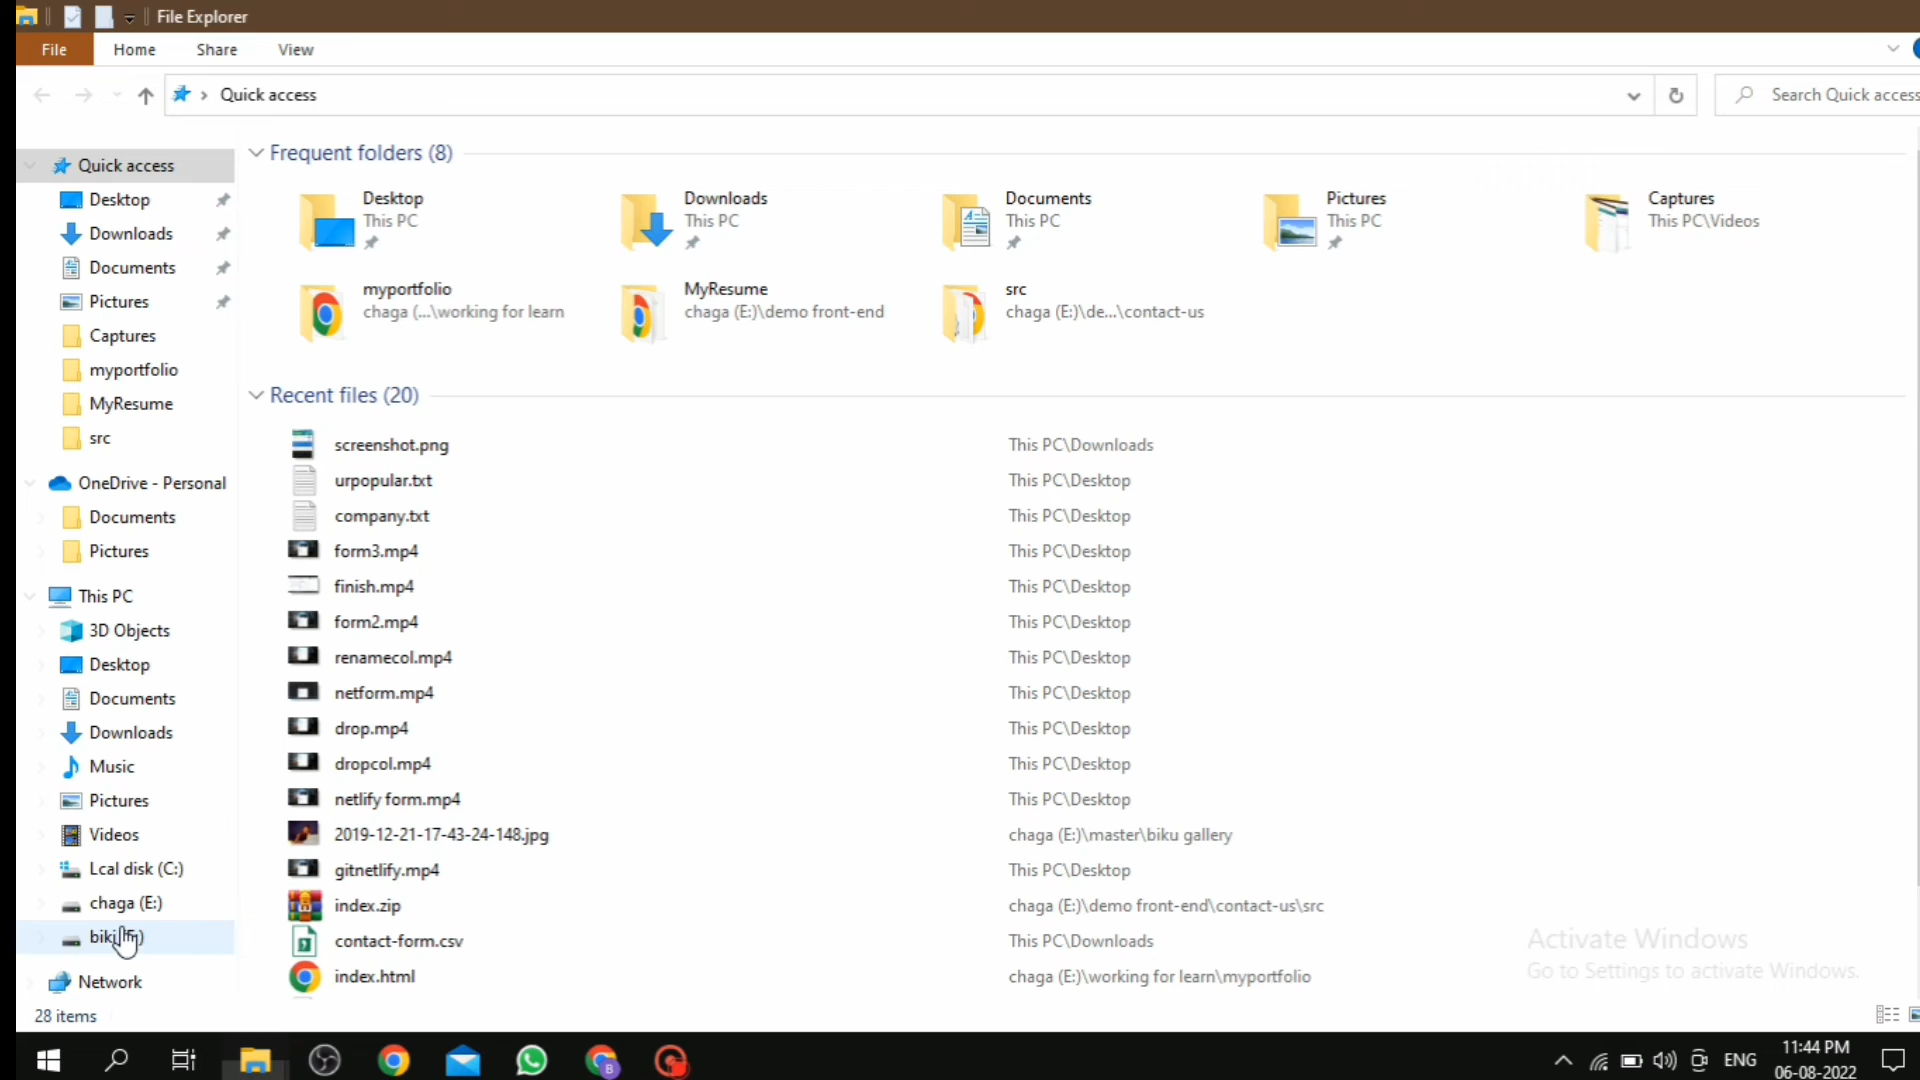 File Explorer
File Home Share View
Quick access
Search Quick access
Quick access
Desktop
Downloads
Documents
Pictures
Captures
myportfolio
MyResume
src
OneDrive - Personal
Documents
Pictures
This PC
3D Objects
Desktop
Documents
Downloads
Music
Pictures
Videos
Lcal disk (C:)
chaga (E:)
Network
28 items
Frequent folders (8)
Desktop
This PC
Downloads
This PC
Documents
This PC
Pictures
This PC
Captures
This PC\Videos
myportfolio
chaga (...\working for learn
MyResume
chaga (E:)\demo front-end
src
chaga (E:)\de...\contact-us
Recent files (20)
screenshot.png This PC\Downloads
urpopular.txt This PC\Desktop
company.txt This PC\Desktop
form3.mp4 This PC\Desktop
finish.mp4 This PC\Desktop
form2.mp4 This PC\Desktop
renamecol.mp4 This PC\Desktop
netform.mp4 This PC\Desktop
drop.mp4 This PC\Desktop
dropcol.mp4 This PC\Desktop
netlify form.mp4 This PC\Desktop
2019-12-21-17-43-24-148.jpg chaga (E:)\master\biku gallery
gitnetlify.mp4 This PC\Desktop
index.zip chaga (E:)\demo front-end\contact-us\src
contact-form.csv This PC\Downloads
index.html chaga (E:)\working for learn\myportfolio
Activate Windows
Go to Settings to activate Windows.
B
ENG
11:44 PM
06-08-2022